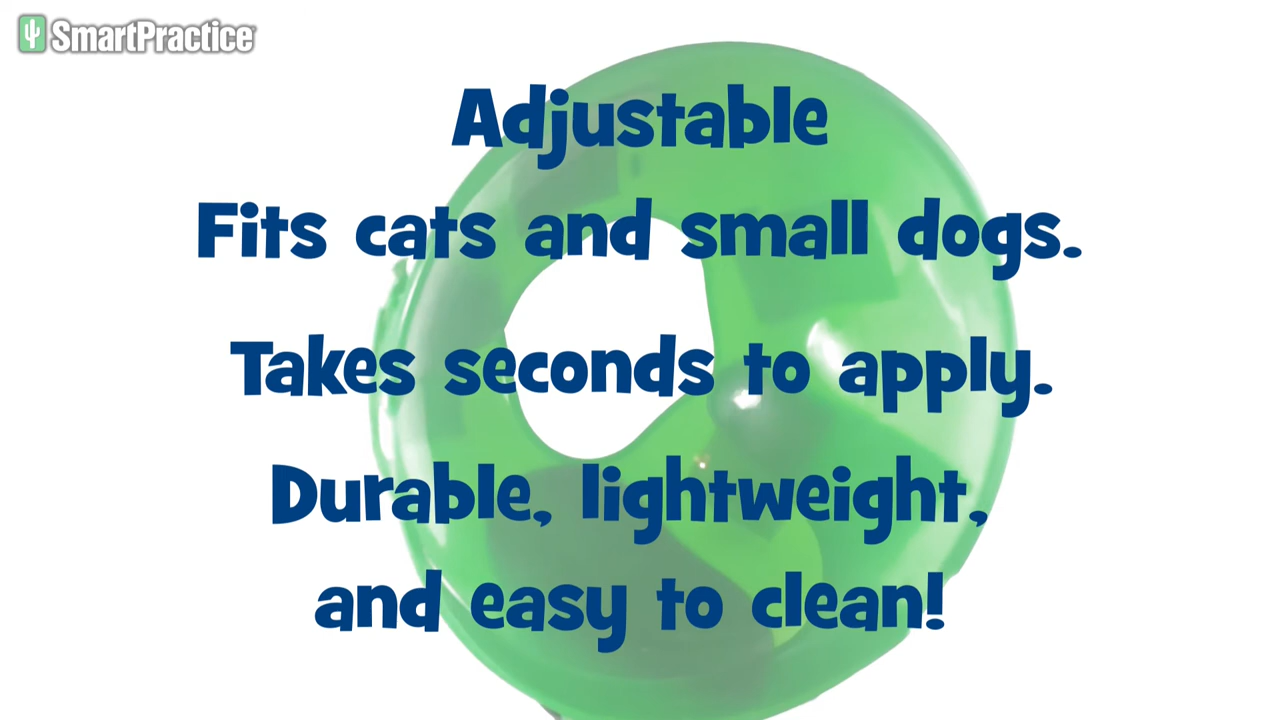 SmartPractice
Adjustable
Fits cats and small dogs.
Takes seconds to apply.
Durable, lightweight,
and easy to clean!